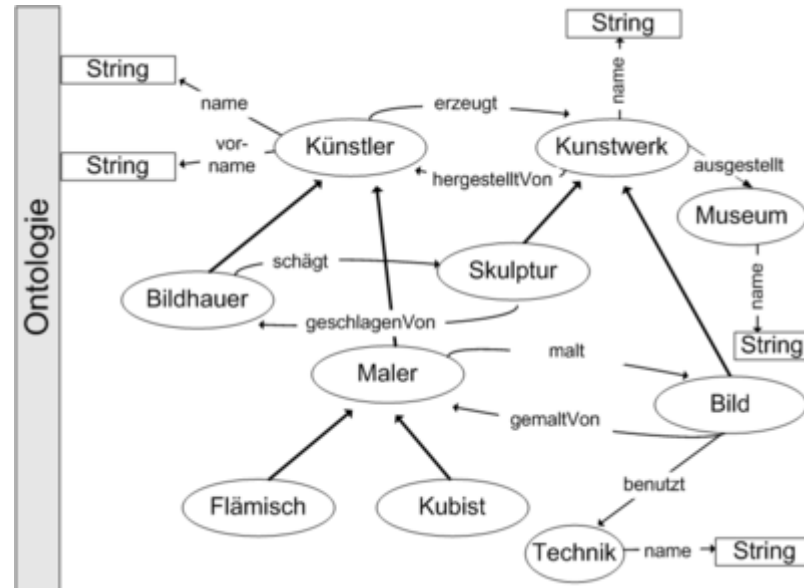 Ontologie
String
String
name
String
erzeugt
name
Künstler
Kunstwerk
vor-
name
String
hergestelltVon
ausgestellt
Museum
schägt
Skulptur
Bildhauer
name
geschlagenVon
String
malt
Maler
Bild
gemaltVon
benutzt
Flämisch
Kubist
Technik
name
String